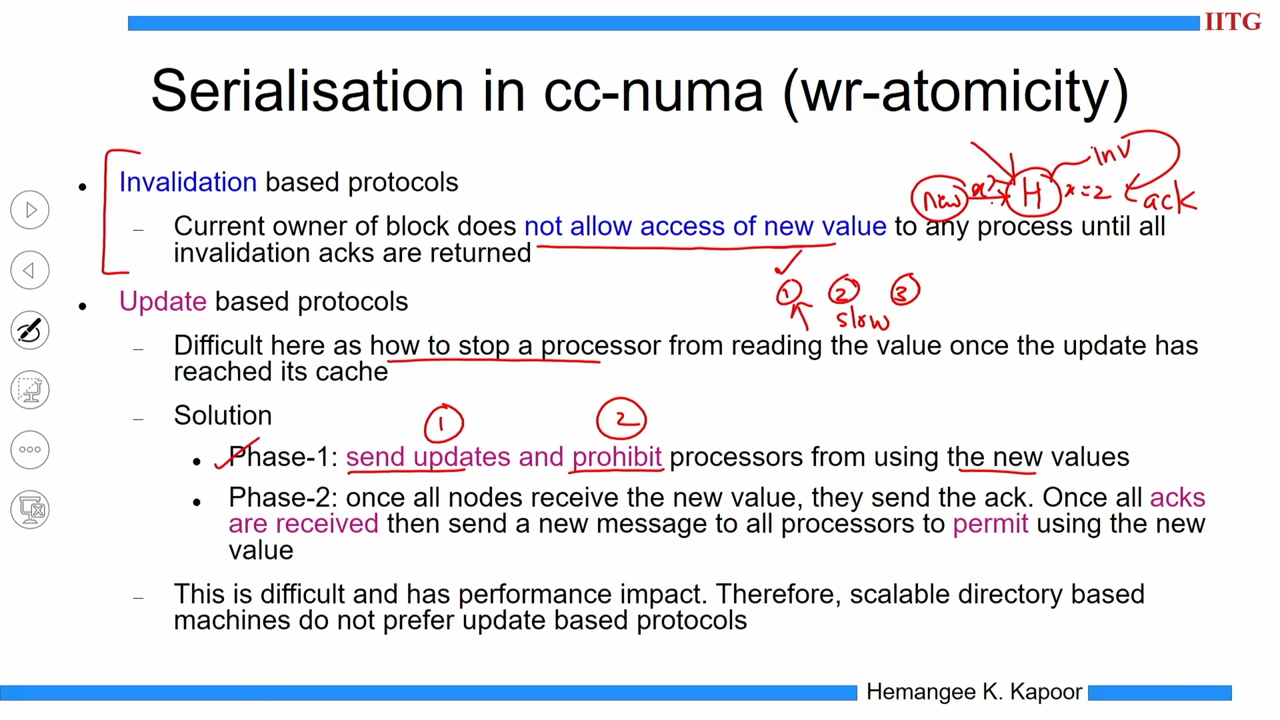 IITG
Serialisation in cc-numa (wr-atomicity)
• Invalidation based protocols
– Current owner of block does not allow access of new value to any process until all
invalidation acks are returned
new x? H x=2 inv ack
1 2 3
slow
• Update based protocols
– Difficult here as how to stop a processor from reading the value once the update has
reached its cache
– Solution
1 2
• Phase-1: send updates and prohibit processors from using the new values
• Phase-2: once all nodes receive the new value, they send the ack. Once all acks
are received then send a new message to all processors to permit using the new
value
– This is difficult and has performance impact. Therefore, scalable directory based
machines do not prefer update based protocols
Hemangee K. Kapoor